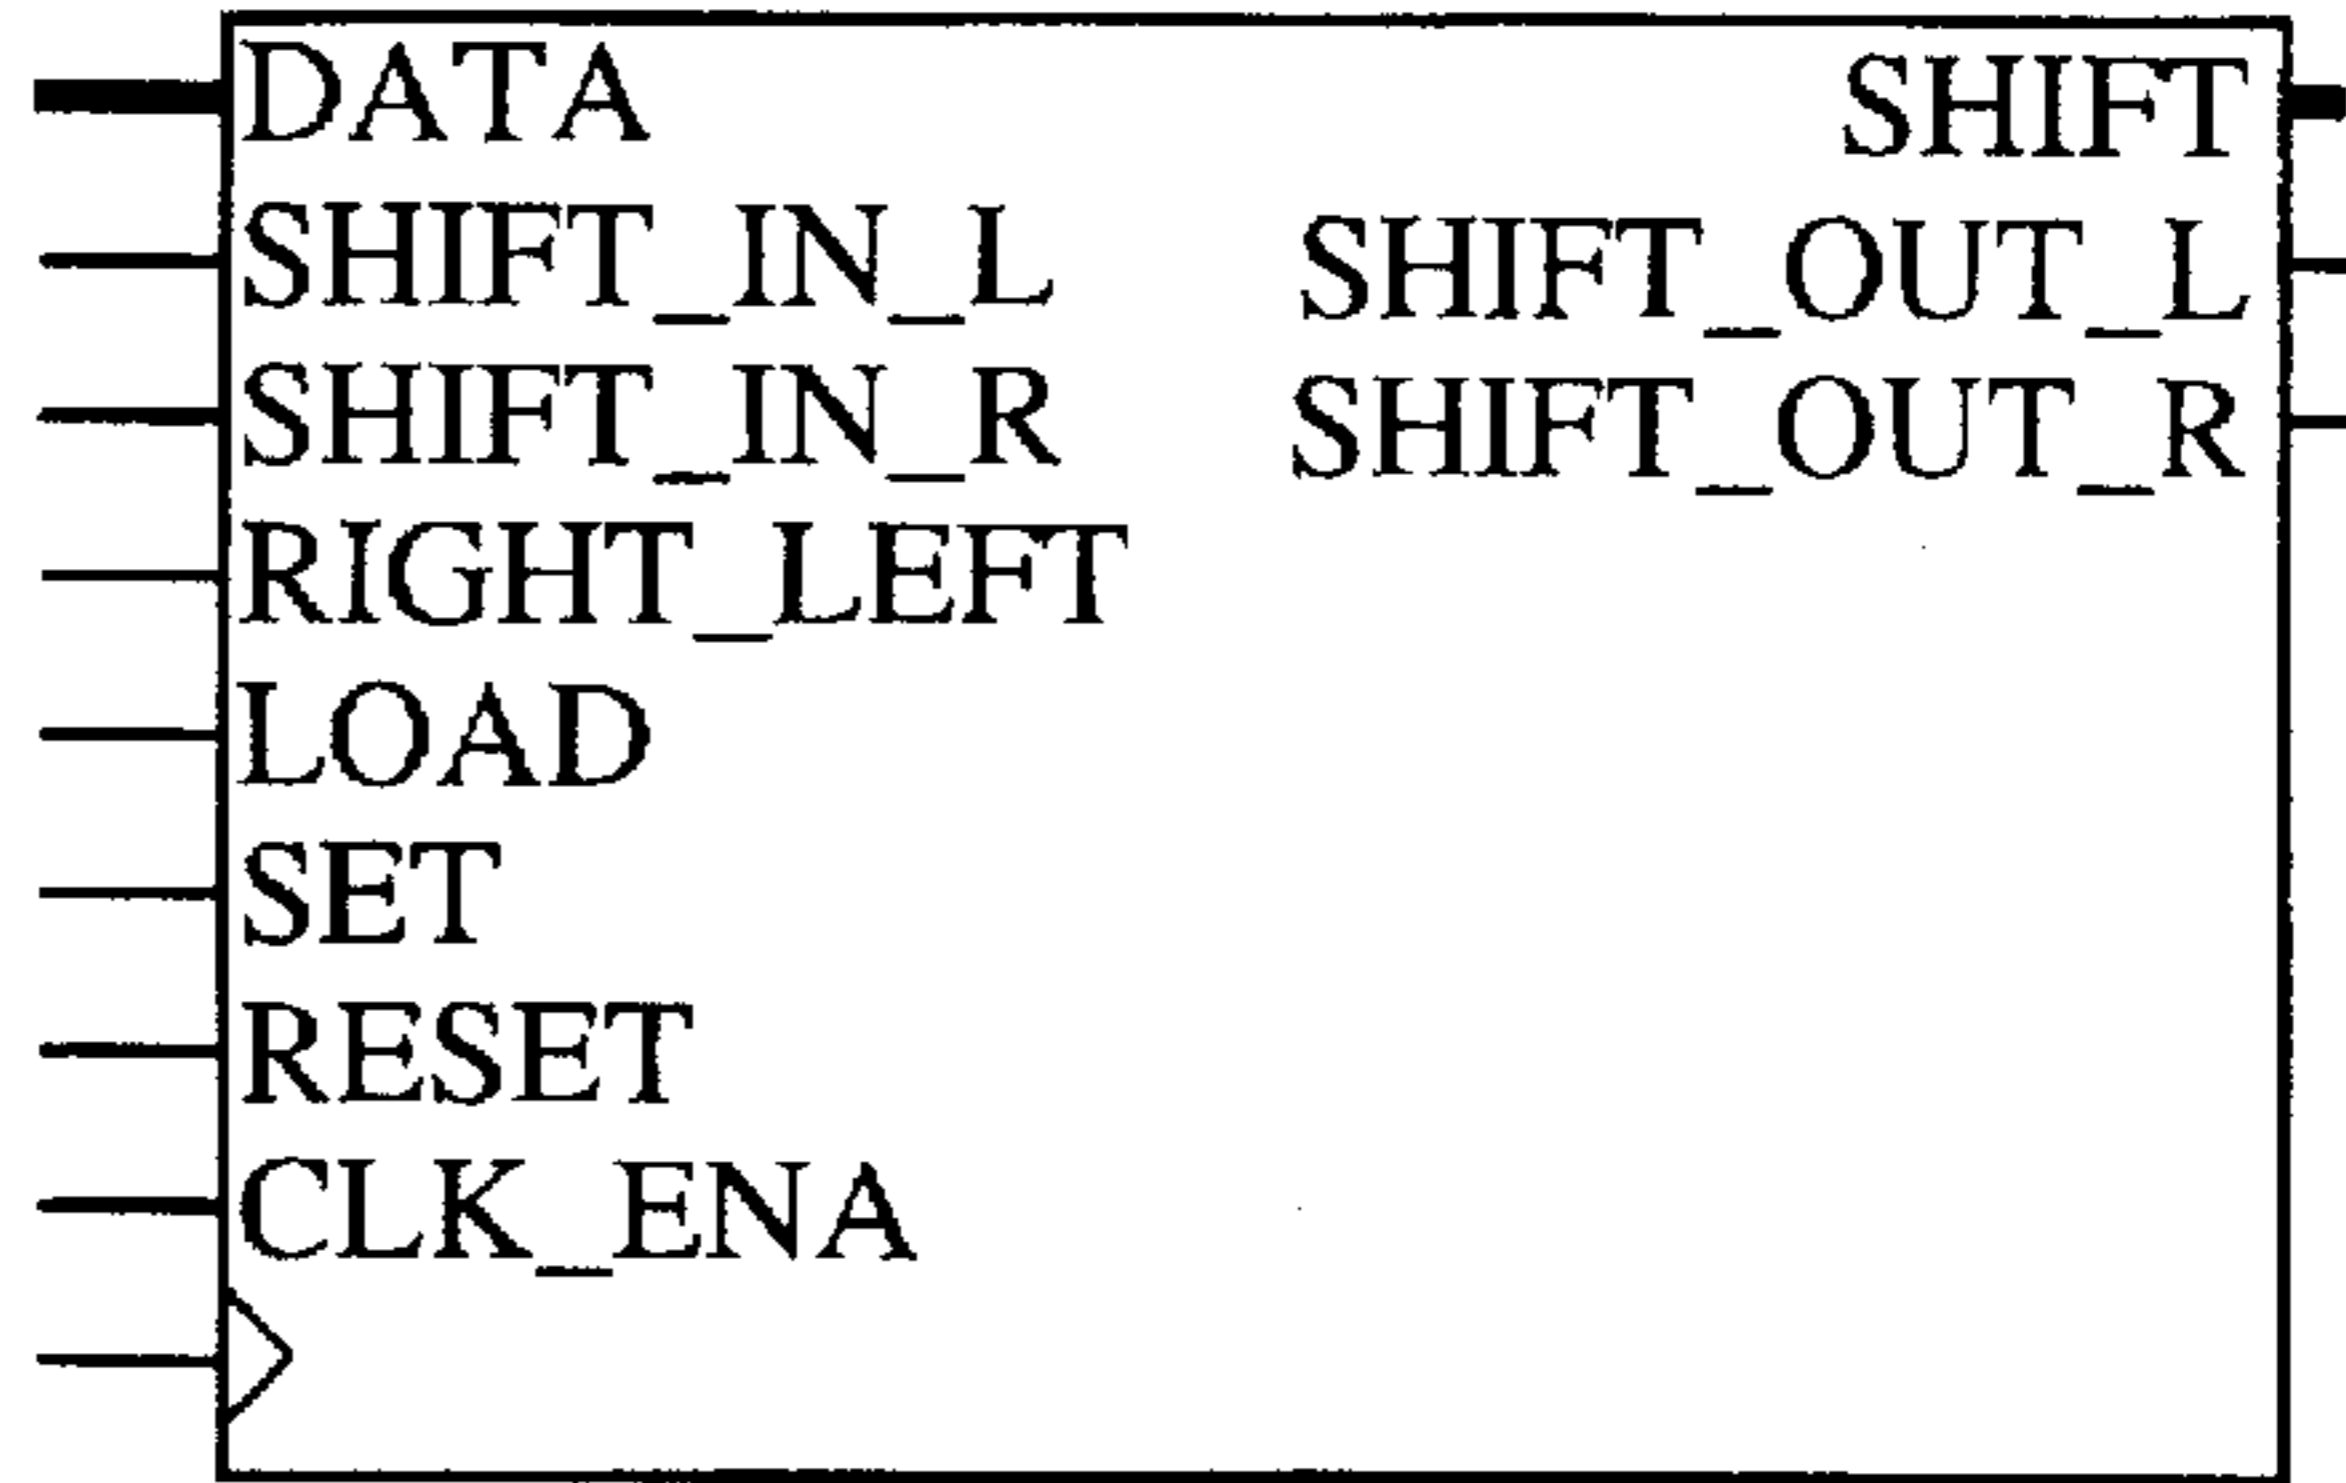 DATA
SHIFT
SHIFT_IN_L
SHIFT_OUT_L
SHIFT_IN_R
SHIFT_OUT_R
RIGHT_LEFT
LOAD
SET
RESET
CLK_ENA